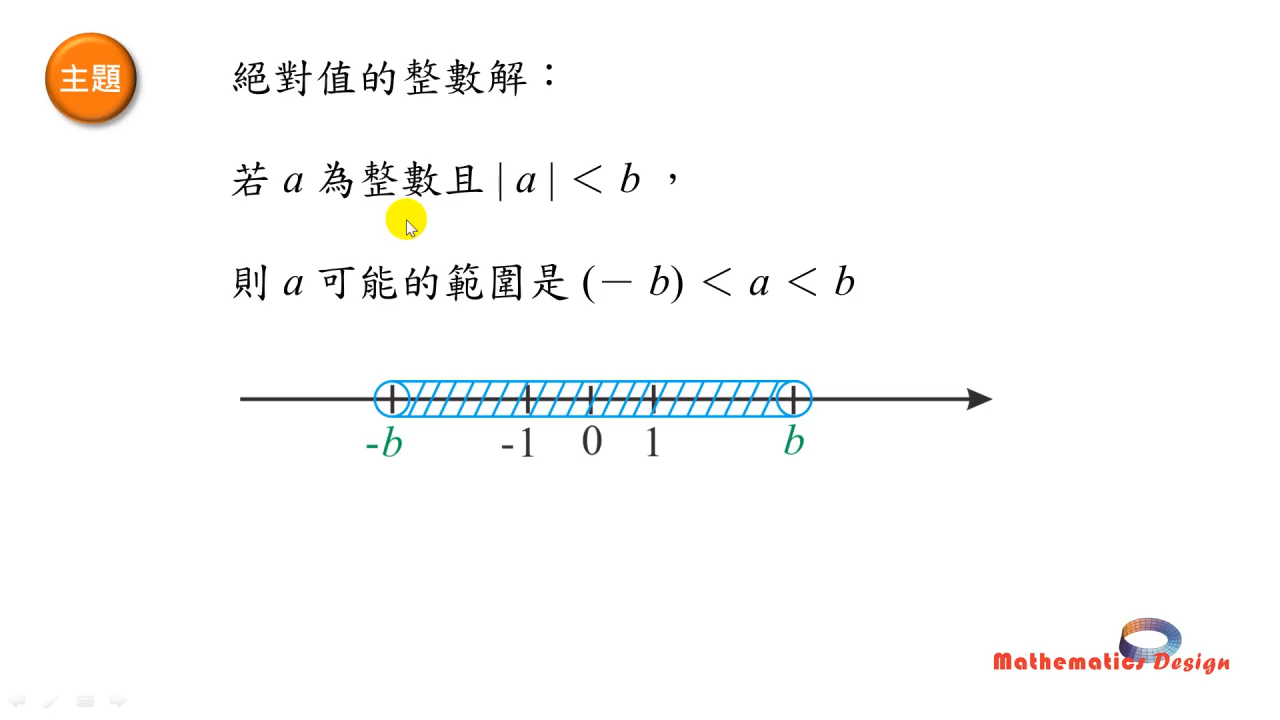 主題
絕對值的整數解：
若 a 為整數且 | a | < b ，
則 a 可能的範圍是 (－ b) < a < b
-b -1 0 1 b
Mathematics Design